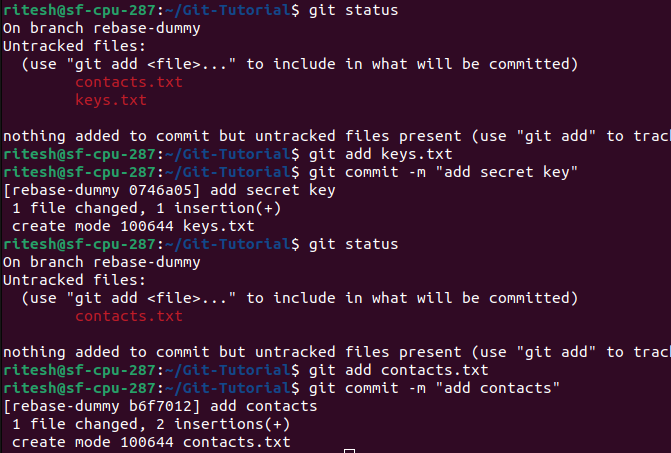 ritesh@sf-cpu-287:~/Git-Tutorial$ git status
On branch rebase-dummy
Untracked files:
  (use "git add <file>..." to include in what will be committed)
        contacts.txt
        keys.txt

nothing added to commit but untracked files present (use "git add" to trac
ritesh@sf-cpu-287:~/Git-Tutorial$ git add keys.txt
ritesh@sf-cpu-287:~/Git-Tutorial$ git commit -m "add secret key"
[rebase-dummy 0746a05] add secret key
 1 file changed, 1 insertion(+)
 create mode 100644 keys.txt
ritesh@sf-cpu-287:~/Git-Tutorial$ git status
On branch rebase-dummy
Untracked files:
  (use "git add <file>..." to include in what will be committed)
        contacts.txt

nothing added to commit but untracked files present (use "git add" to trac
ritesh@sf-cpu-287:~/Git-Tutorial$ git add contacts.txt
ritesh@sf-cpu-287:~/Git-Tutorial$ git commit -m "add contacts"
[rebase-dummy b6f7012] add contacts
 1 file changed, 2 insertions(+)
 create mode 100644 contacts.txt